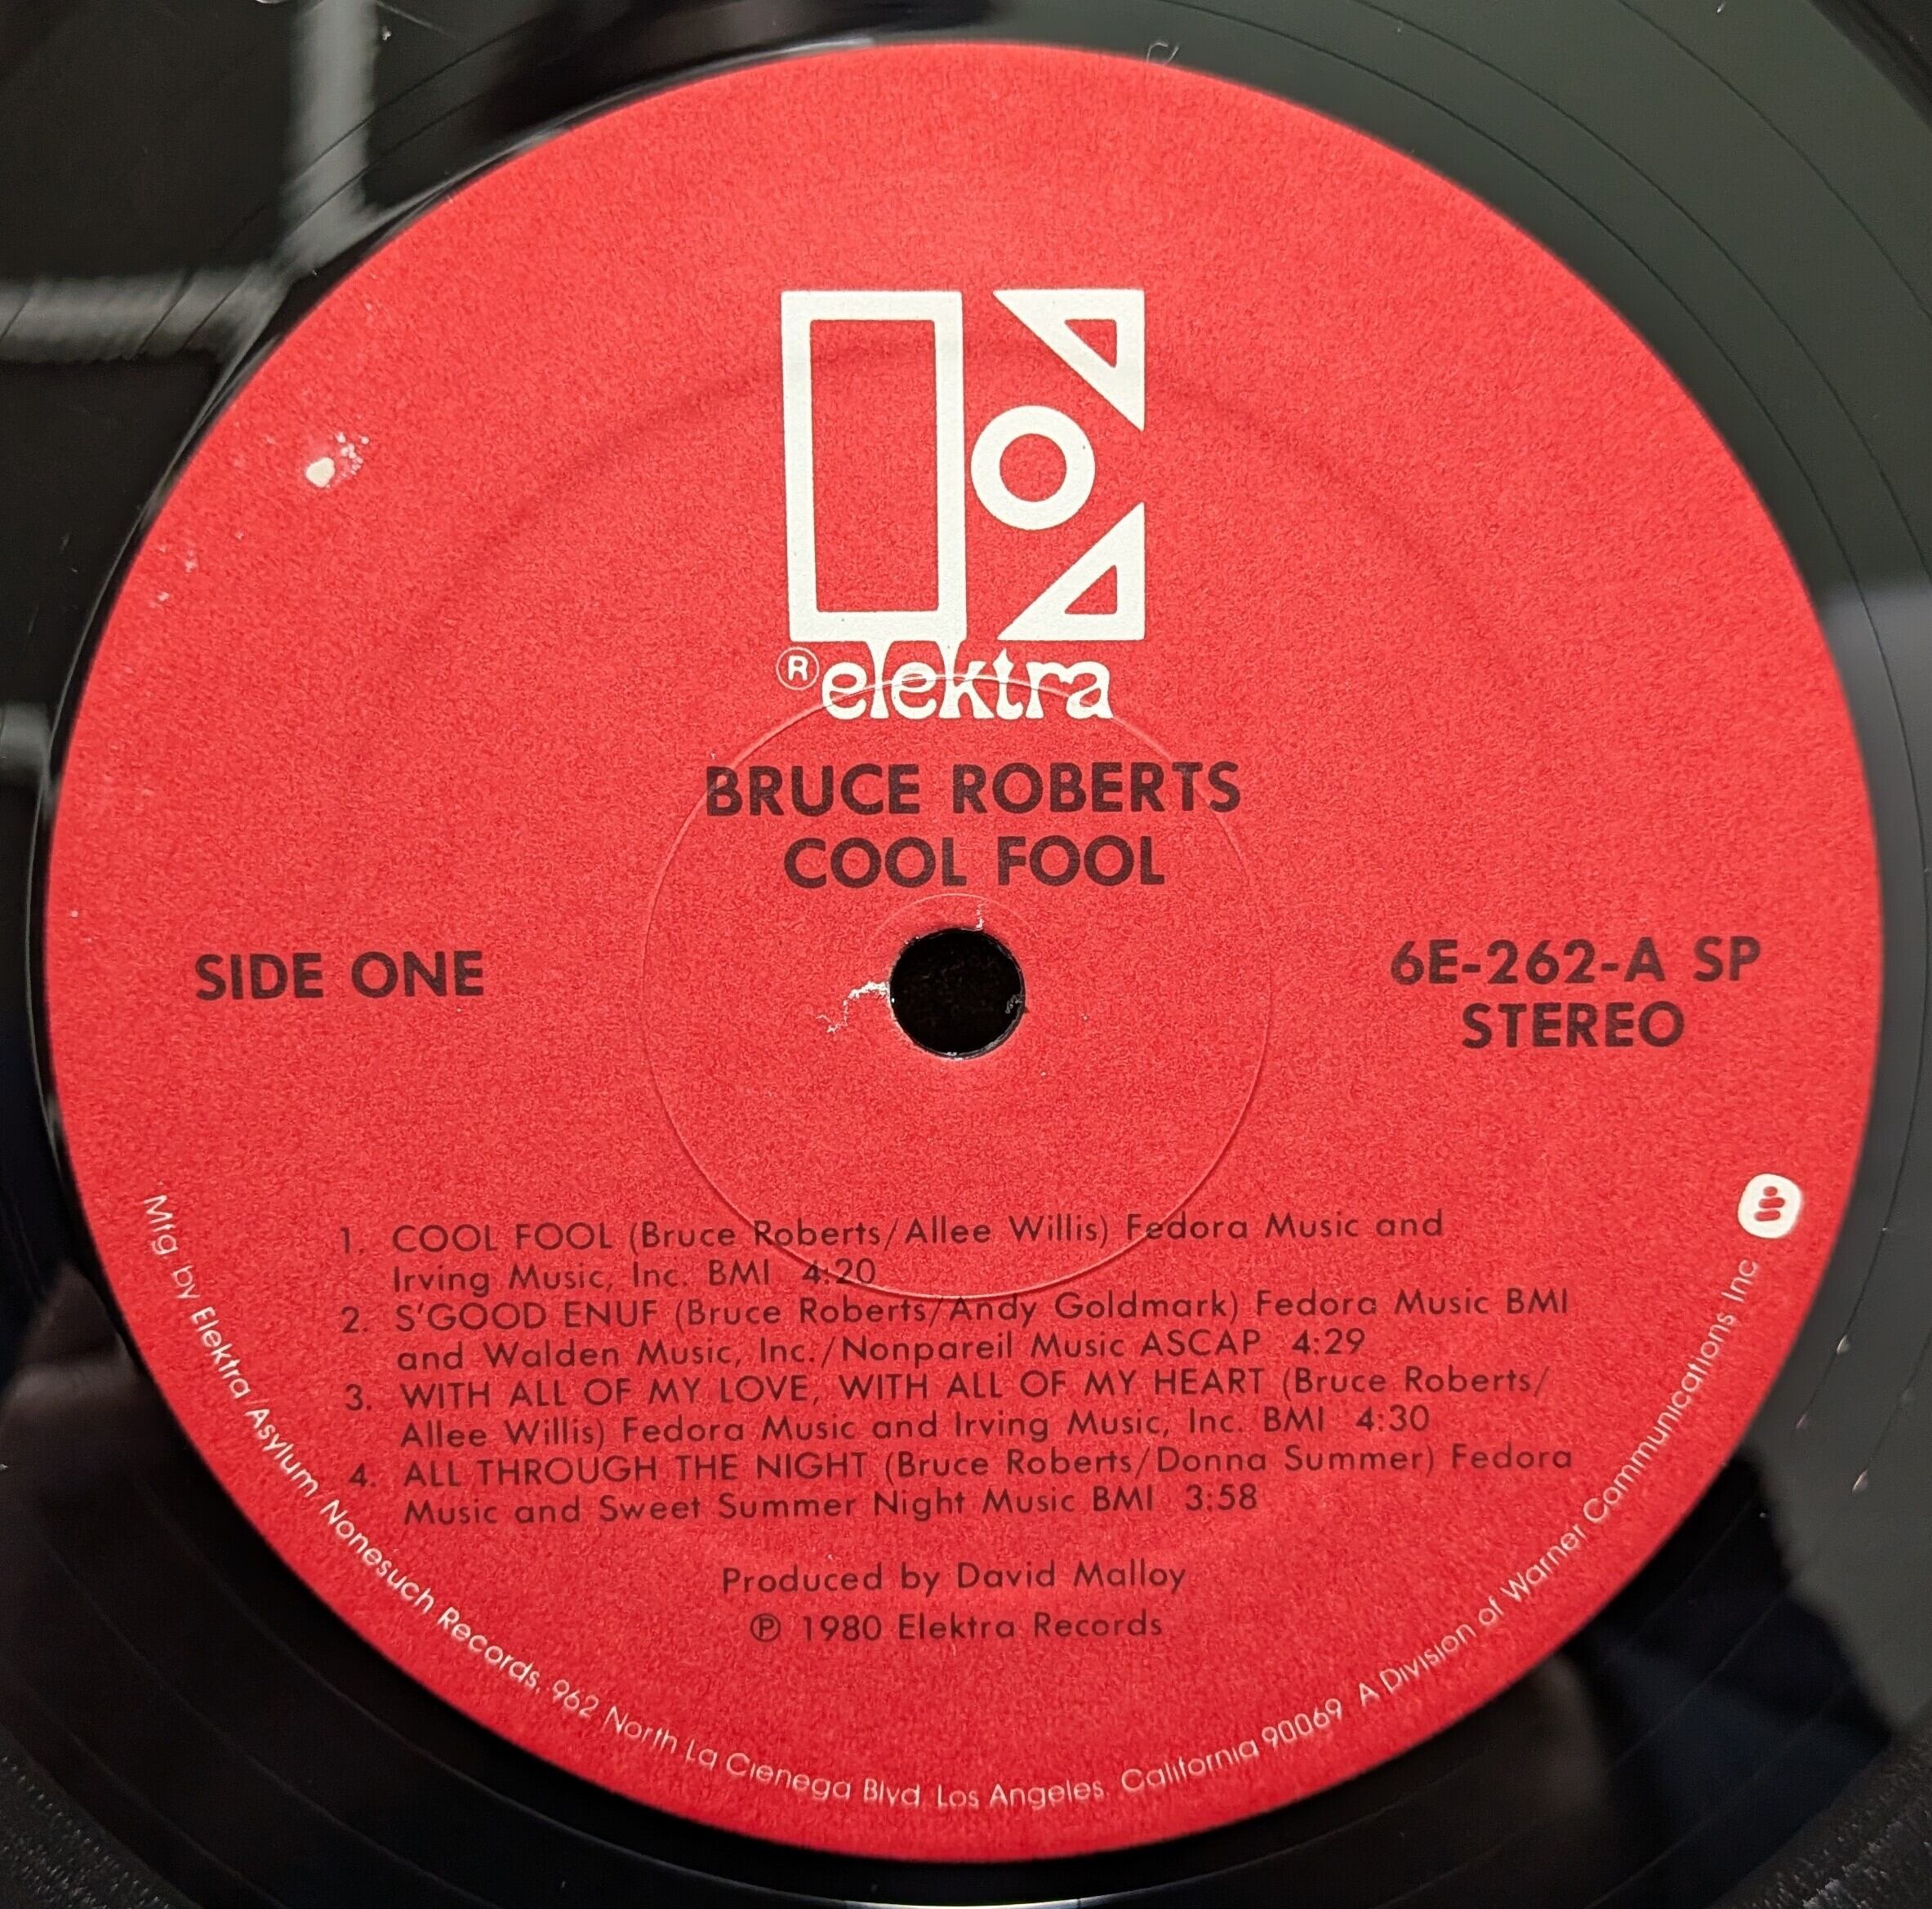 ® elektra
BRUCE ROBERTS
COOL FOOL
SIDE ONE
6E-262-A SP
STEREO
1. COOL FOOL (Bruce Roberts/Allee Willis) Fedora Music and
Irving Music, Inc. BMI 4:20
2. S'GOOD ENUF (Bruce Roberts/Andy Goldmark) Fedora Music BMI
and Walden Music, Inc./Nonpareil Music ASCAP 4:29
3. WITH ALL OF MY LOVE, WITH ALL OF MY HEART (Bruce Roberts/
Allee Willis) Fedora Music and Irving Music, Inc. BMI 4:30
4. ALL THROUGH THE NIGHT (Bruce Roberts/Donna Summer) Fedora
Music and Sweet Summer Night Music BMI 3:58
Produced by David Malloy
℗ 1980 Elektra Records
Mfg by Elektra Asylum Nonesuch Records, 962 North La Cienega Blvd. Los Angeles, California 90069 A Division of Warner Communications Inc